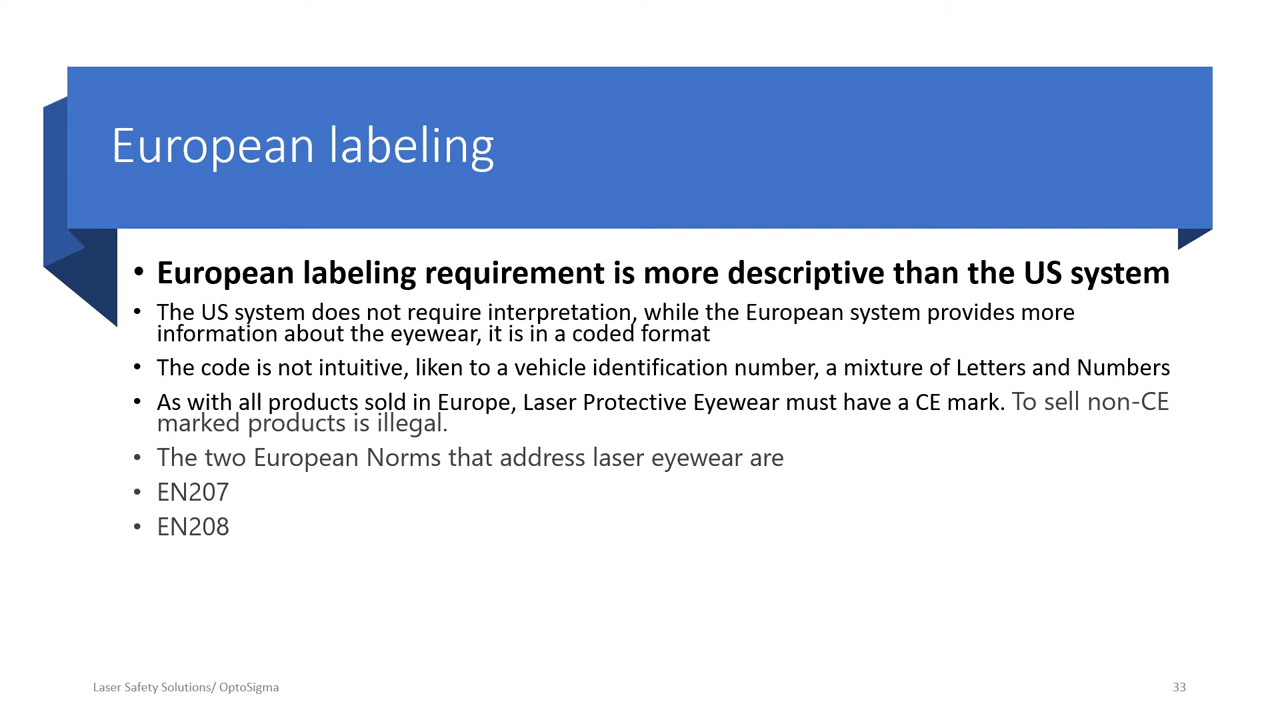 European labeling
• European labeling requirement is more descriptive than the US system
• The US system does not require interpretation, while the European system provides more
information about the eyewear, it is in a coded format
• The code is not intuitive, liken to a vehicle identification number, a mixture of Letters and Numbers
• As with all products sold in Europe, Laser Protective Eyewear must have a CE mark. To sell non-CE
marked products is illegal.
• The two European Norms that address laser eyewear are
• EN207
• EN208
Laser Safety Solutions/ OptoSigma
33